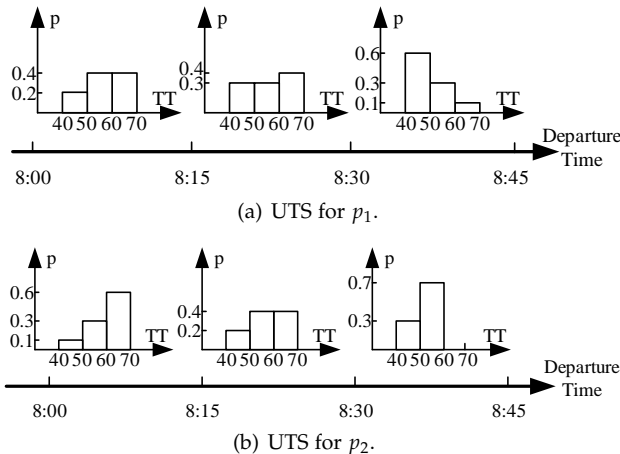 p p p
0.4 0.2 TT 40 50 60 70
0.4 0.3 TT 40 50 60 70
0.6 0.3 0.1 TT 40 50 60 70
Departure Time
8:00 8:15 8:30 8:45
(a) UTS for p₁.
p p p
0.6 0.3 0.1 TT 40 50 60 70
0.4 0.2 TT 40 50 60 70
0.7 0.3 TT 40 50 60 70
Departure Time
8:00 8:15 8:30 8:45
(b) UTS for p₂.